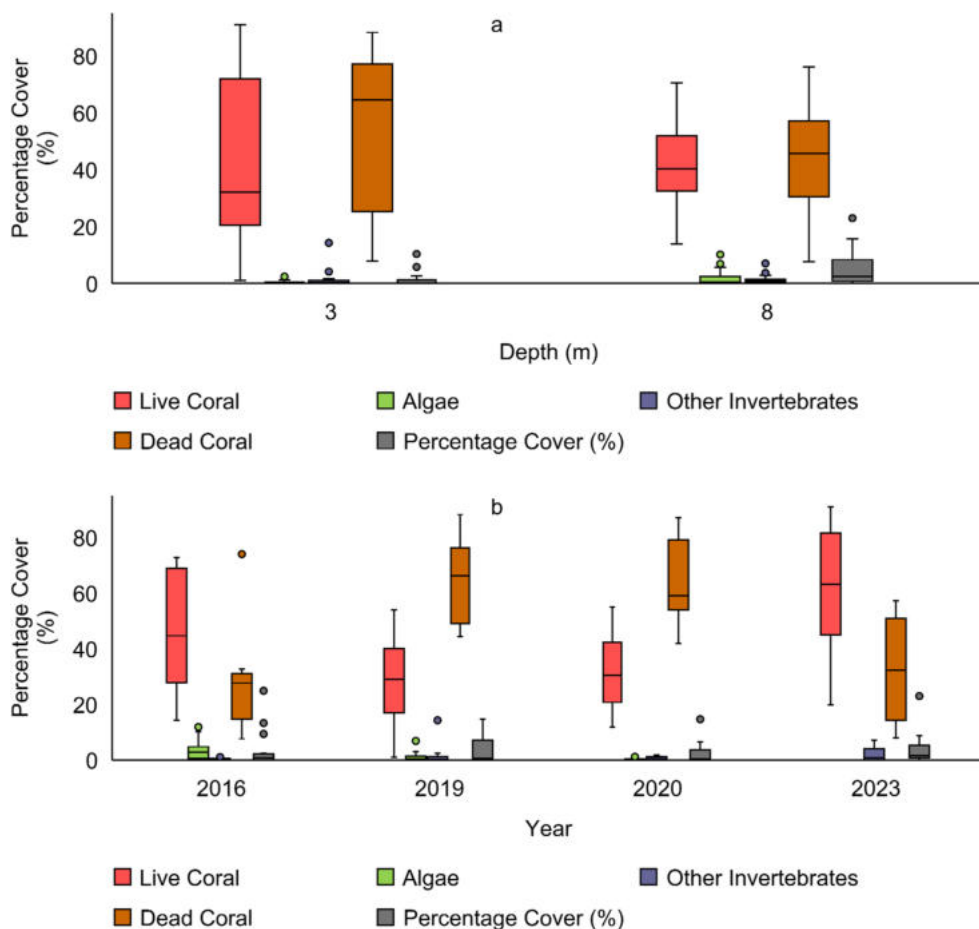 a
Percentage Cover
(%)
80
60
40
20
0
3 8
Depth (m)
Live Coral Algae Other Invertebrates
Dead Coral Percentage Cover (%)
b
Percentage Cover
(%)
80
60
40
20
0
2016 2019 2020 2023
Year
Live Coral Algae Other Invertebrates
Dead Coral Percentage Cover (%)